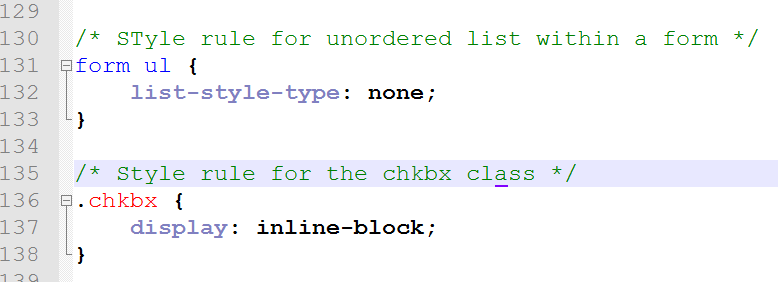 129
130 /* STyle rule for unordered list within a form */
131 form ul {
132 list-style-type: none;
133 }
134
135 /* Style rule for the chkbx class */
136 .chkbx {
137 display: inline-block;
138 }
139